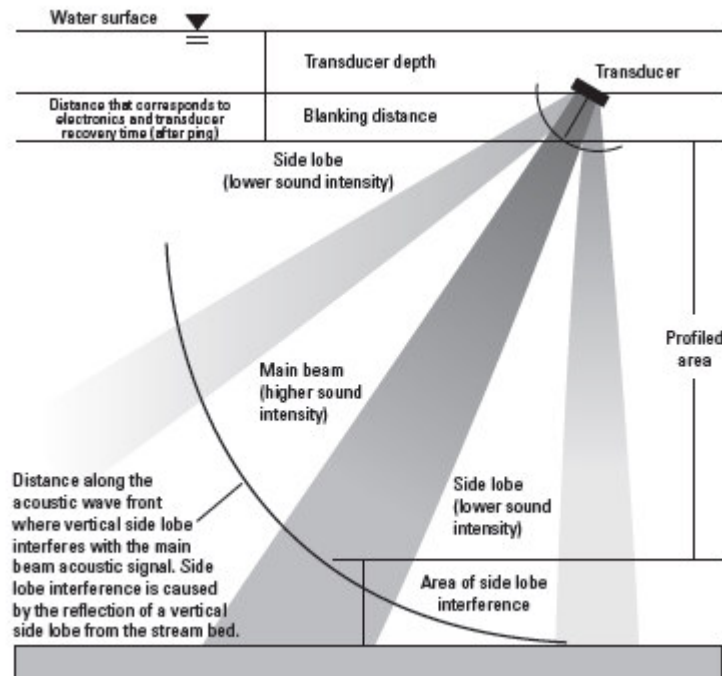 Water surface
Transducer depth
Transducer
Distance that corresponds to
electronics and transducer
recovery time (after ping)
Blanking distance
Side lobe
(lower sound intensity)
Profiled
area
Main beam
(higher sound
intensity)
Distance along the
acoustic wave front
where vertical side lobe
interferes with the main
beam acoustic signal. Side
lobe interference is caused
by the reflection of a vertical
side lobe from the stream bed.
Side lobe
(lower sound
intensity)
Area of side lobe
interference